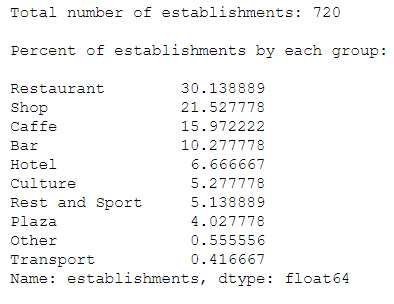 Total number of establishments: 720
Percent of establishments by each group:
Restaurant 30.138889
Shop 21.527778
Caffe 15.972222
Bar 10.277778
Hotel 6.666667
Culture 5.277778
Rest and Sport 5.138889
Plaza 4.027778
Other 0.555556
Transport 0.416667
Name: establishments, dtype: float64